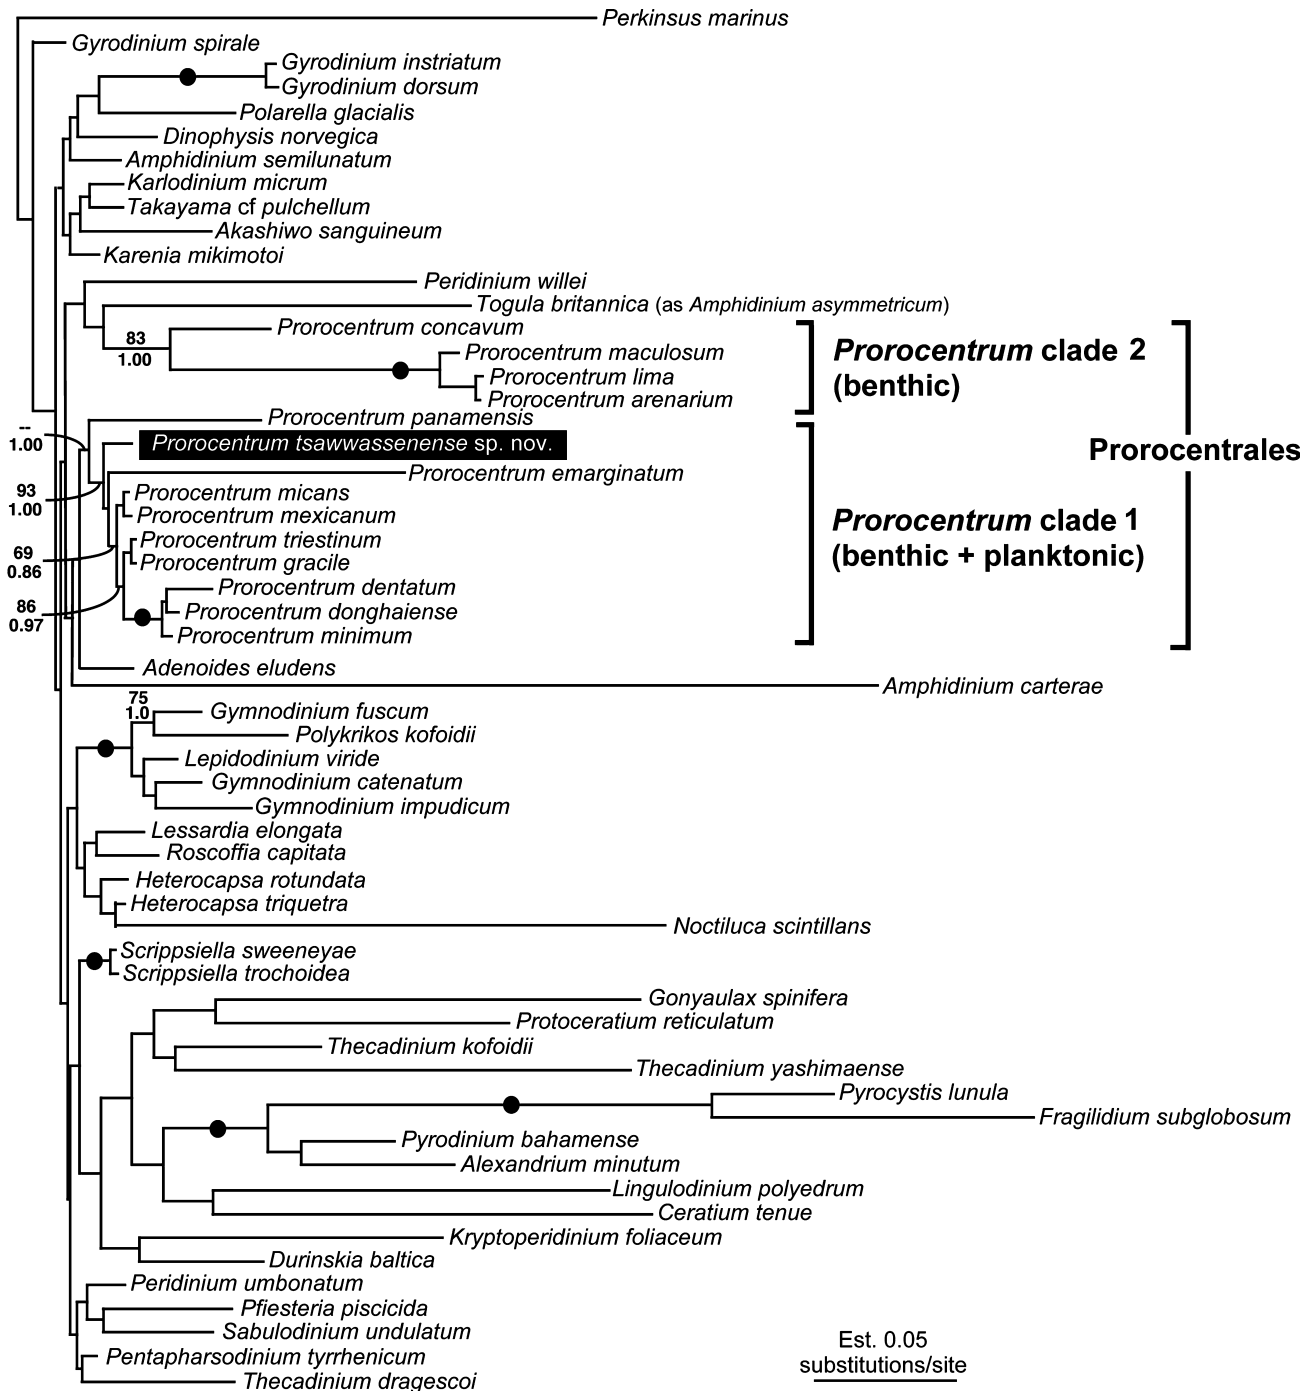 Perkinsus marinus
Gyrodinium spirale
Gyrodinium instriatum
Gyrodinium dorsum
Polarella glacialis
Dinophysis norvegica
Amphidinium semilunatum
Karlodinium micrum
Takayama cf pulchellum
Akashiwo sanguineum
Karenia mikimotoi
Peridinium willei
Togula britannica (as Amphidinium asymmetricum)
Prorocentrum concavum
83
1.00
Prorocentrum maculosum
Prorocentrum lima
Prorocentrum arenarium
Prorocentrum clade 2
(benthic)
Prorocentrum panamensis
--
1.00
Prorocentrum tsawwassenense sp. nov.
Prorocentrales
Prorocentrum emarginatum
93
1.00
Prorocentrum micans
Prorocentrum mexicanum
Prorocentrum clade 1
(benthic + planktonic)
Prorocentrum triestinum
69
0.86
Prorocentrum gracile
Prorocentrum dentatum
86
0.97
Prorocentrum donghaiense
Prorocentrum minimum
Adenoides eludens
Amphidinium carterae
75
1.0
Gymnodinium fuscum
Polykrikos kofoidii
Lepidodinium viride
Gymnodinium catenatum
Gymnodinium impudicum
Lessardia elongata
Roscoffia capitata
Heterocapsa rotundata
Heterocapsa triquetra
Noctiluca scintillans
Scrippsiella sweeneyae
Scrippsiella trochoidea
Gonyaulax spinifera
Protoceratium reticulatum
Thecadinium kofoidii
Thecadinium yashimaense
Pyrocystis lunula
Fragilidium subglobosum
Pyrodinium bahamense
Alexandrium minutum
Lingulodinium polyedrum
Ceratium tenue
Kryptoperidinium foliaceum
Durinskia baltica
Peridinium umbonatum
Pfiesteria piscicida
Sabulodinium undulatum
Pentapharsodinium tyrrhenicum
Thecadinium dragescoi
Est. 0.05
substitutions/site